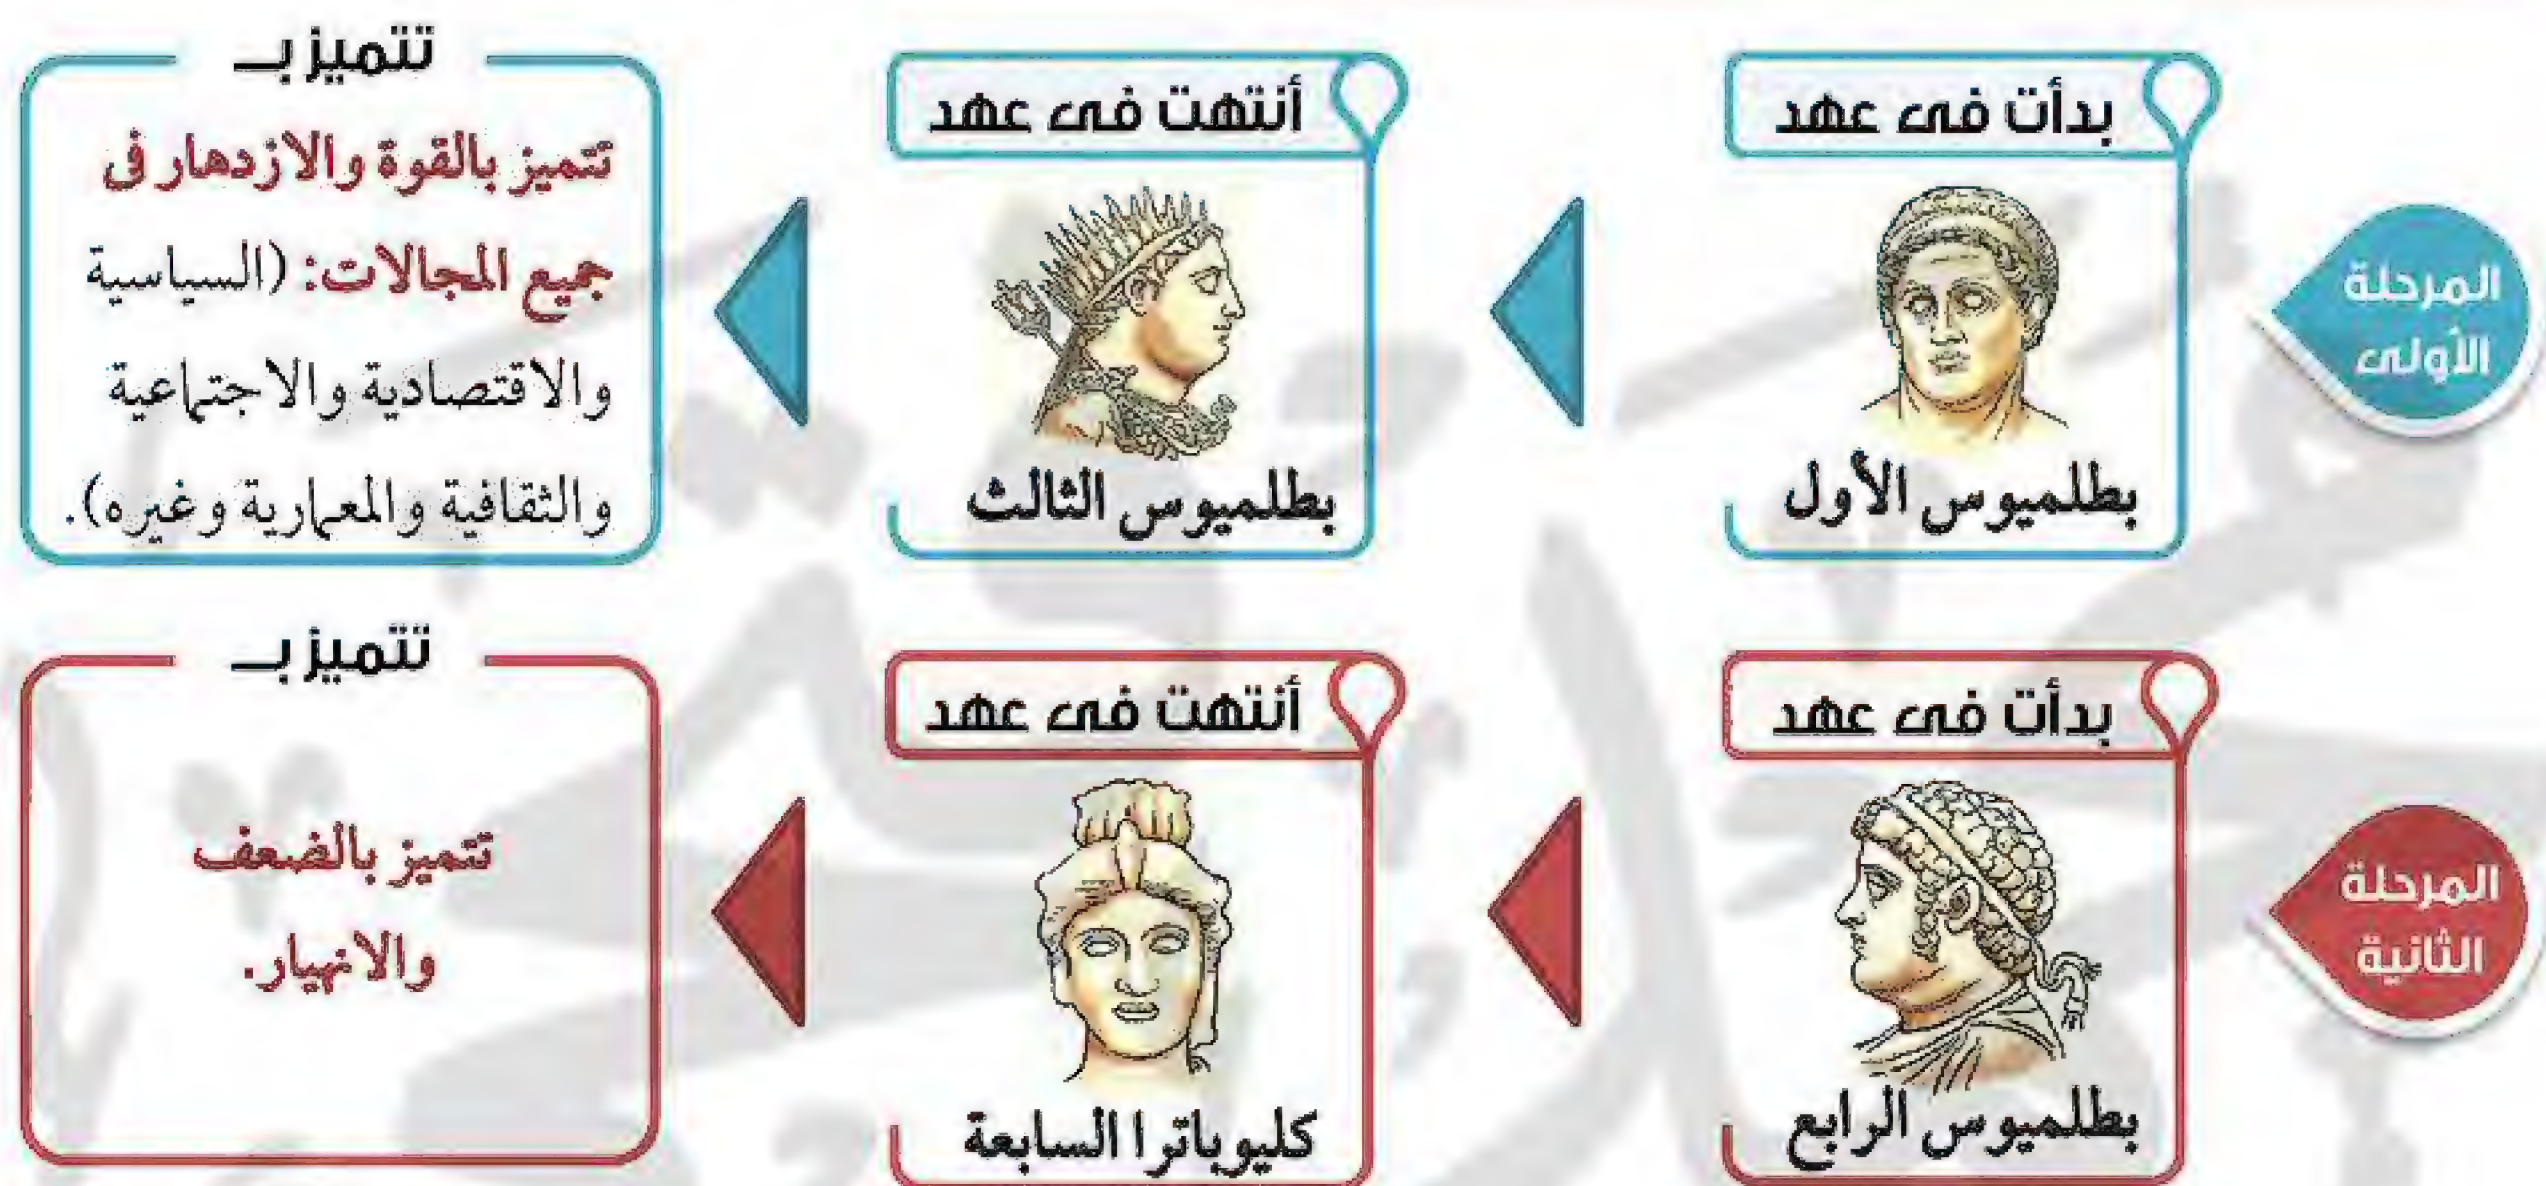 المرحلة
الأولى
بدأت فى عهد
بطلميوس الأول
أنتهت فى عهد
بطلميوس الثالث
تتميز بـ
تتميز بالقوة والازدهار فى
جميع المجالات: (السياسية
والاقتصادية والاجتماعية
والثقافية والمعمارية وغيره).
المرحلة
الثانية
بدأت فى عهد
بطلميوس الرابع
أنتهت فى عهد
كليوباترا السابعة
تتميز بـ
تتميز بالضعف
والانهيار.